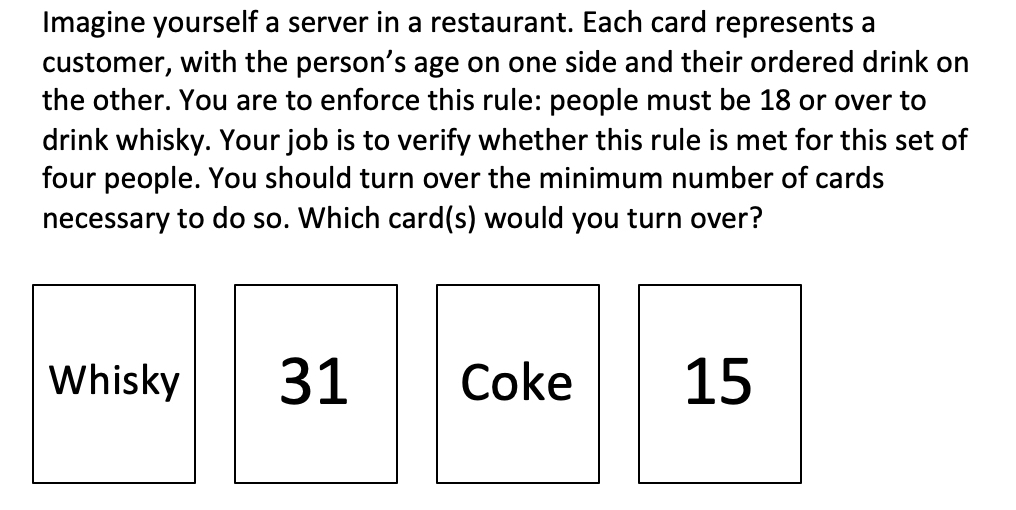 Imagine yourself a server in a restaurant. Each card represents a
customer, with the person’s age on one side and their ordered drink on
the other. You are to enforce this rule: people must be 18 or over to
drink whisky. Your job is to verify whether this rule is met for this set of
four people. You should turn over the minimum number of cards
necessary to do so. Which card(s) would you turn over?
Whisky 31 Coke 15